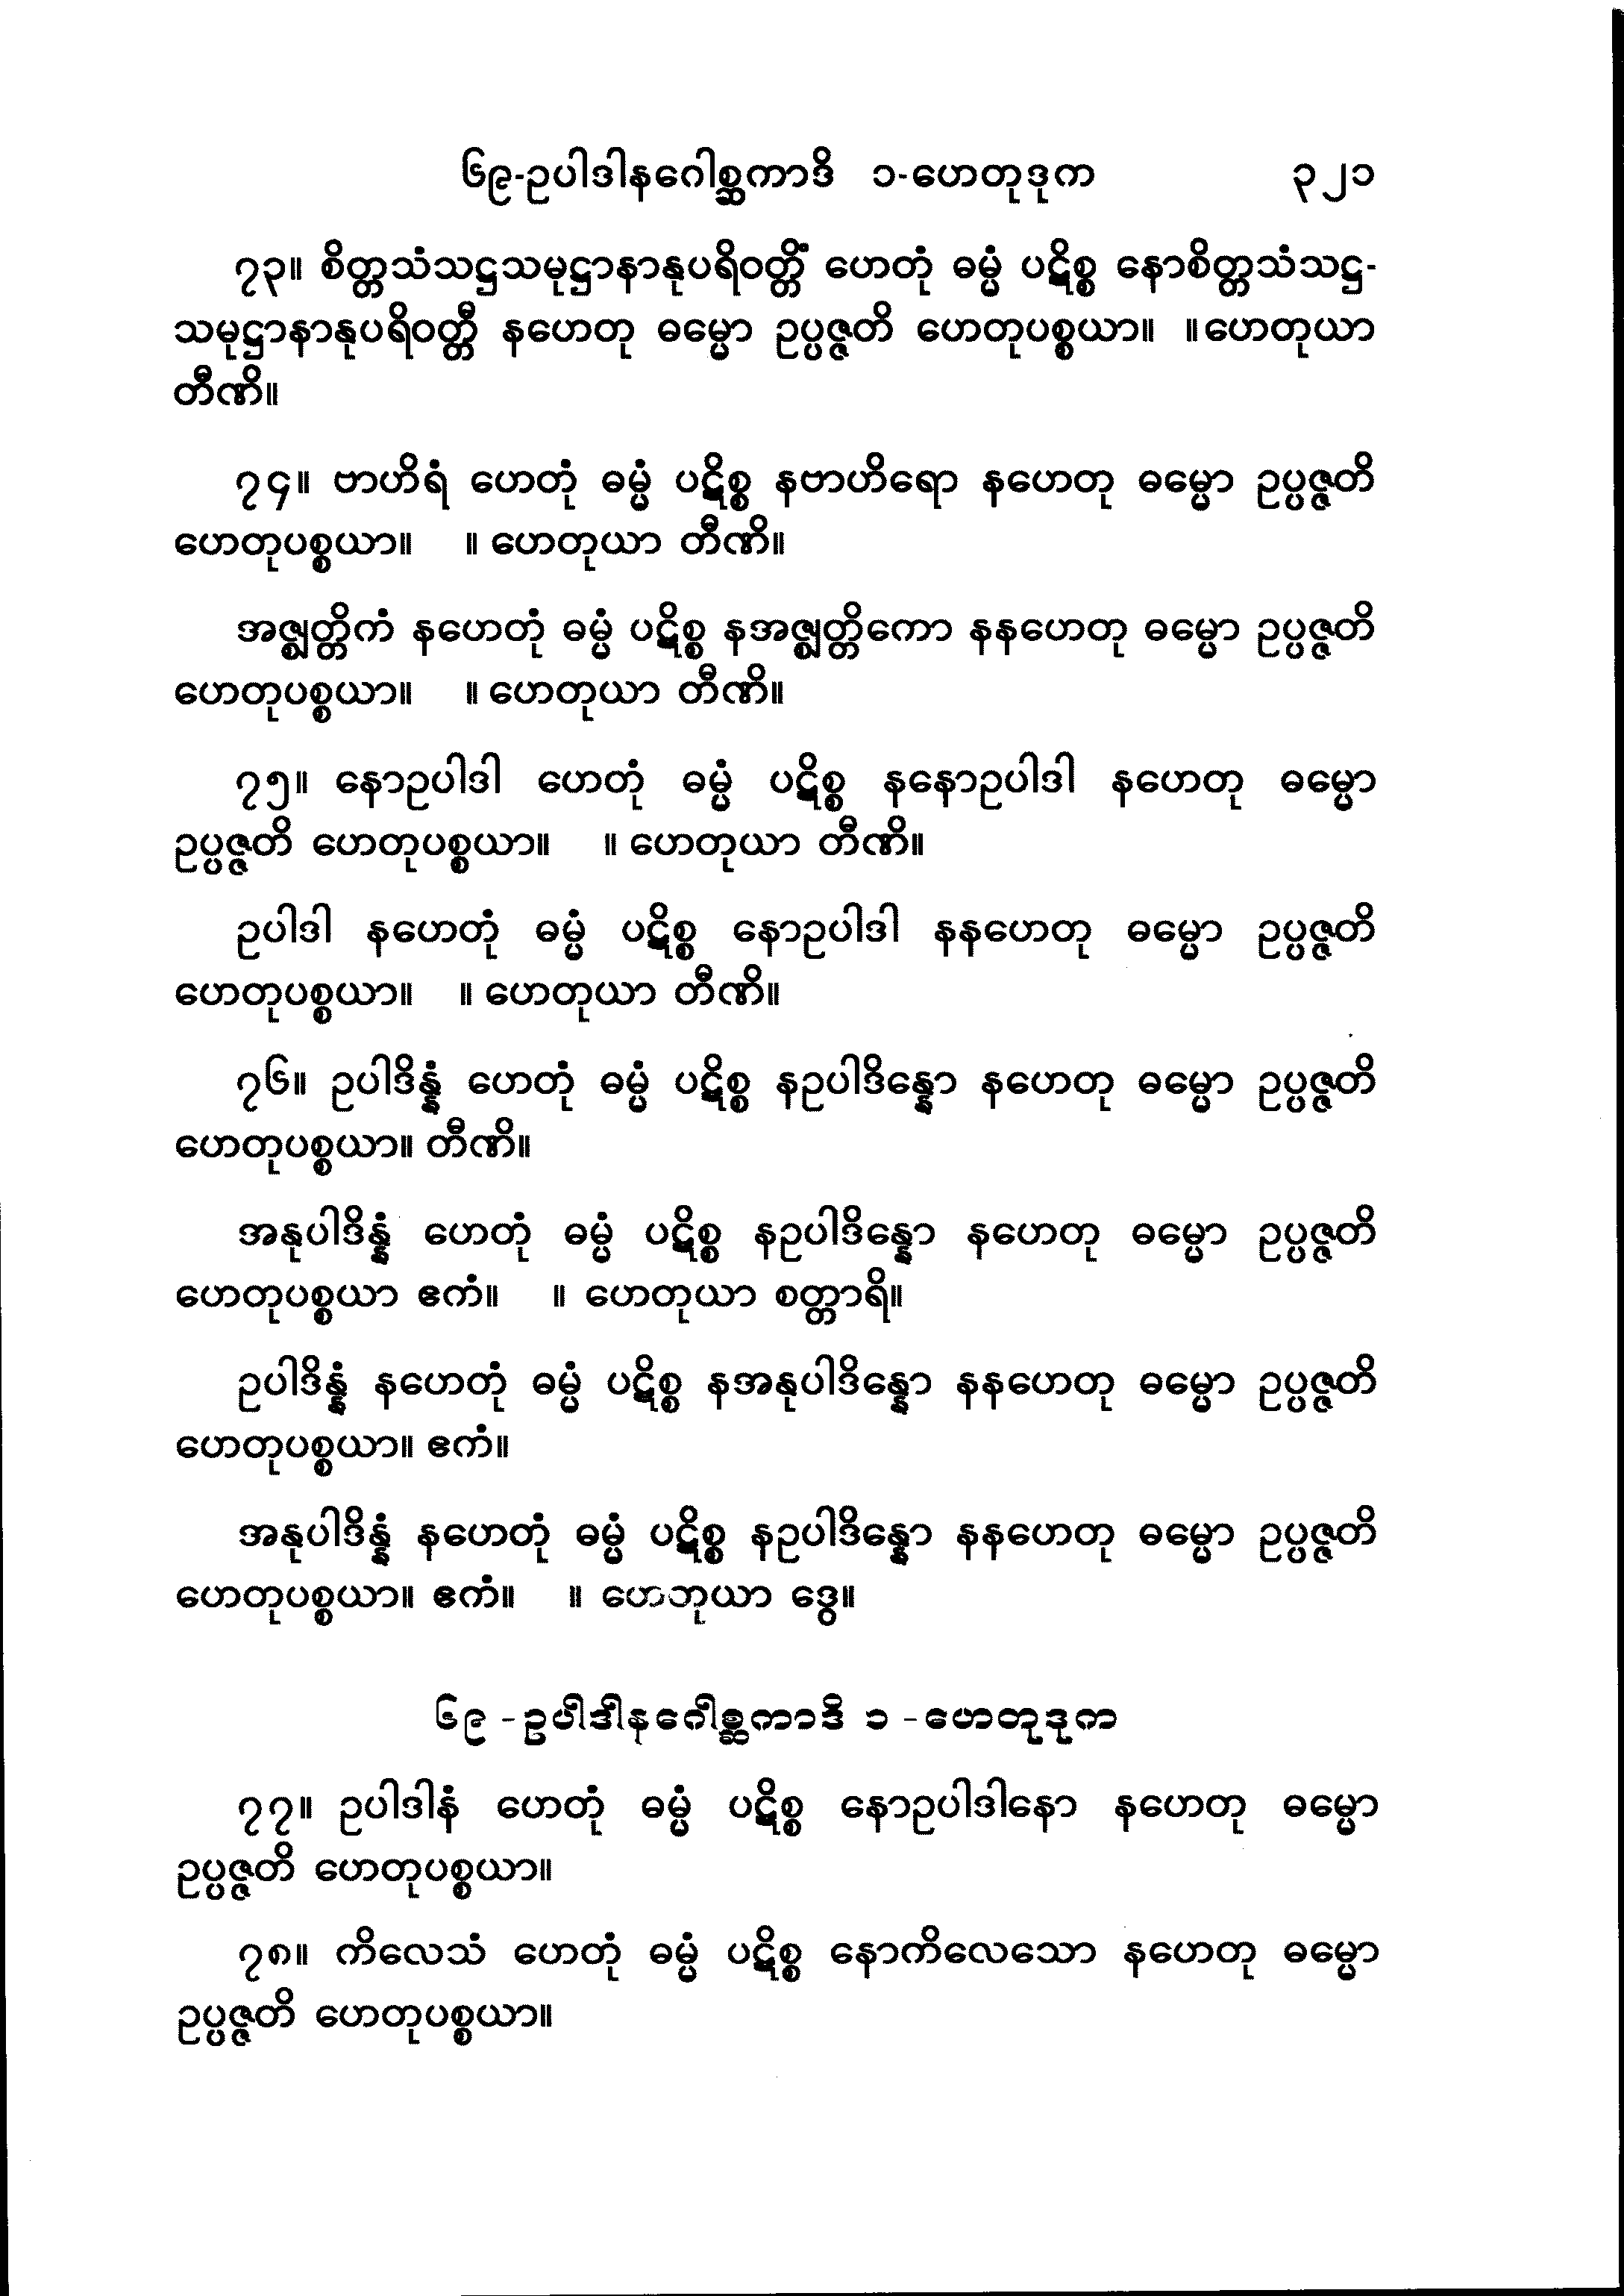 ၆၉-ဥပါဒါနဂေါစ္ဆကာဒိ ၁-ဟေတုဒုက ၃၂၁
၇၃။ စိတ္တသံသဋ္ဌသမုဋ္ဌာနာနုပရိဝတ္တိံ ဟေတုံ ဓမ္မံ ပဋိစ္စ နောစိတ္တသံသဋ္ဌ-
သမုဋ္ဌာနာနုပရိဝတ္တီ နဟေတု ဓမ္မော ဥပ္ပဇ္ဇတိ ဟေတုပစ္စယာ။ ။ဟေတုယာ
တီဏိ။
၇၄။ ဗာဟိရံ ဟေတုံ ဓမ္မံ ပဋိစ္စ နဗာဟိရော နဟေတု ဓမ္မော ဥပ္ပဇ္ဇတိ
ဟေတုပစ္စယာ။ ။ ဟေတုယာ တီဏိ။
အဇ္ဈတ္တိကံ နဟေတုံ ဓမ္မံ ပဋိစ္စ နအဇ္ဈတ္တိကော နနဟေတု ဓမ္မော ဥပ္ပဇ္ဇတိ
ဟေတုပစ္စယာ။ ။ ဟေတုယာ တီဏိ။
၇၅။ နောဥပါဒါ ဟေတုံ ဓမ္မံ ပဋိစ္စ နနောဥပါဒါ နဟေတု ဓမ္မော
ဥပ္ပဇ္ဇတိ ဟေတုပစ္စယာ။ ။ ဟေတုယာ တီဏိ။
ဥပါဒါ နဟေတုံ ဓမ္မံ ပဋိစ္စ နောဥပါဒါ နနဟေတု ဓမ္မော ဥပ္ပဇ္ဇတိ
ဟေတုပစ္စယာ။ ။ ဟေတုယာ တီဏိ။
၇၆။ ဥပါဒိန္နံ ဟေတုံ ဓမ္မံ ပဋိစ္စ နဥပါဒိန္နော နဟေတု ဓမ္မော ဥပ္ပဇ္ဇတိ
ဟေတုပစ္စယာ။ တီဏိ။
အနုပါဒိန္နံ ဟေတုံ ဓမ္မံ ပဋိစ္စ နဥပါဒိန္နော နဟေတု ဓမ္မော ဥပ္ပဇ္ဇတိ
ဟေတုပစ္စယာ ဧကံ။ ။ ဟေတုယာ စတ္တာရိ။
ဥပါဒိန္နံ နဟေတုံ ဓမ္မံ ပဋိစ္စ နအနုပါဒိန္နော နနဟေတု ဓမ္မော ဥပ္ပဇ္ဇတိ
ဟေတုပစ္စယာ။ ဧကံ။
အနုပါဒိန္နံ နဟေတုံ ဓမ္မံ ပဋိစ္စ နဥပါဒိန္နော နနဟေတု ဓမ္မော ဥပ္ပဇ္ဇတိ
ဟေတုပစ္စယာ။ ဧကံ။ ။ ဟေတုယာ ဒွေ။
၆၉ -ဥပါဒါနဂေါစ္ဆကာဒိ ၁ -ဟေတုဒုက
၇၇။ ဥပါဒါနံ ဟေတုံ ဓမ္မံ ပဋိစ္စ နောဥပါဒါနော နဟေတု ဓမ္မော
ဥပ္ပဇ္ဇတိ ဟေတုပစ္စယာ။
၇၈။ ကိလေသံ ဟေတုံ ဓမ္မံ ပဋိစ္စ နောကိလေသော နဟေတု ဓမ္မော
ဥပ္ပဇ္ဇတိ ဟေတုပစ္စယာ။